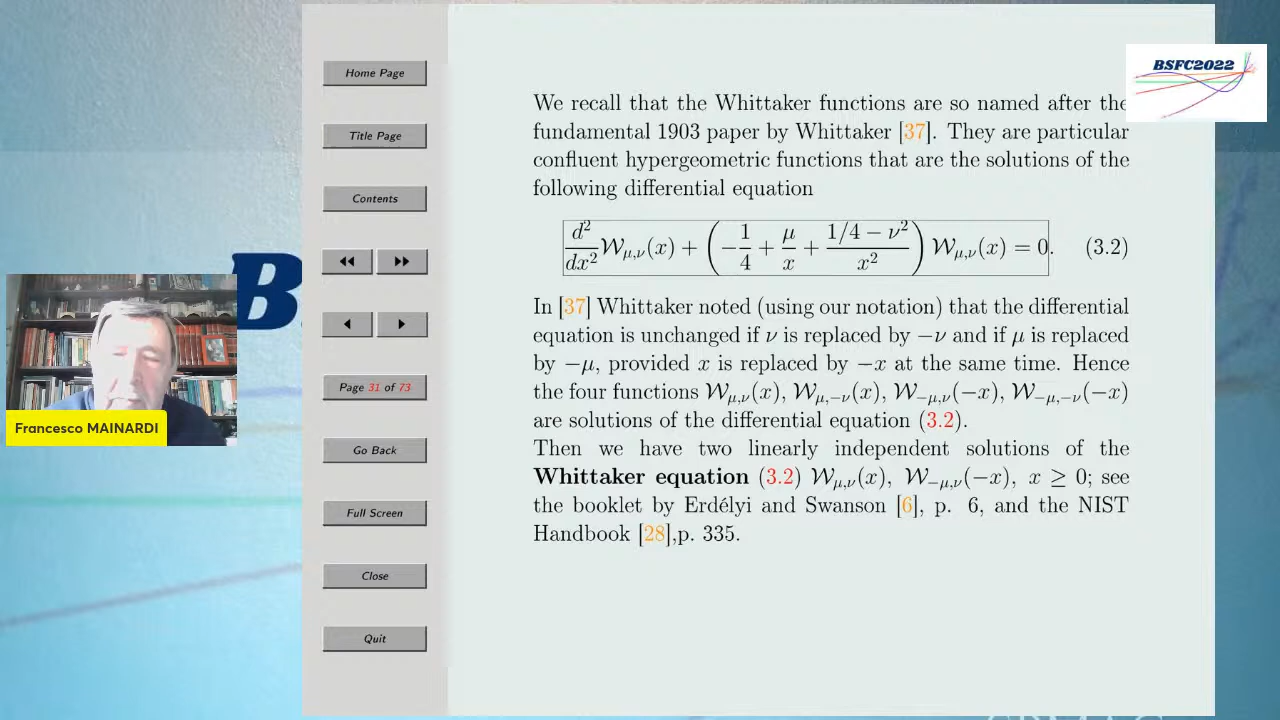 BSFC2022
Home Page
Title Page
Contents
Page 31 of 73
Go Back
Full Screen
Close
Quit
We recall that the Whittaker functions are so named after the
fundamental 1903 paper by Whittaker [37]. They are particular
confluent hypergeometric functions that are the solutions of the
following differential equation
d²/dx² 𝒲μ,ν(x) + (−1/4 + μ/x + (1/4 − ν²)/x²) 𝒲μ,ν(x) = 0. (3.2)
In [37] Whittaker noted (using our notation) that the differential
equation is unchanged if ν is replaced by −ν and if μ is replaced
by −μ, provided x is replaced by −x at the same time. Hence
the four functions 𝒲μ,ν(x), 𝒲μ,−ν(x), 𝒲−μ,ν(−x), 𝒲−μ,−ν(−x)
are solutions of the differential equation (3.2).
Then we have two linearly independent solutions of the
Whittaker equation (3.2) 𝒲μ,ν(x), 𝒲−μ,ν(−x), x ≥ 0; see
the booklet by Erdélyi and Swanson [6], p. 6, and the NIST
Handbook [28],p. 335.
B
Francesco MAINARDI